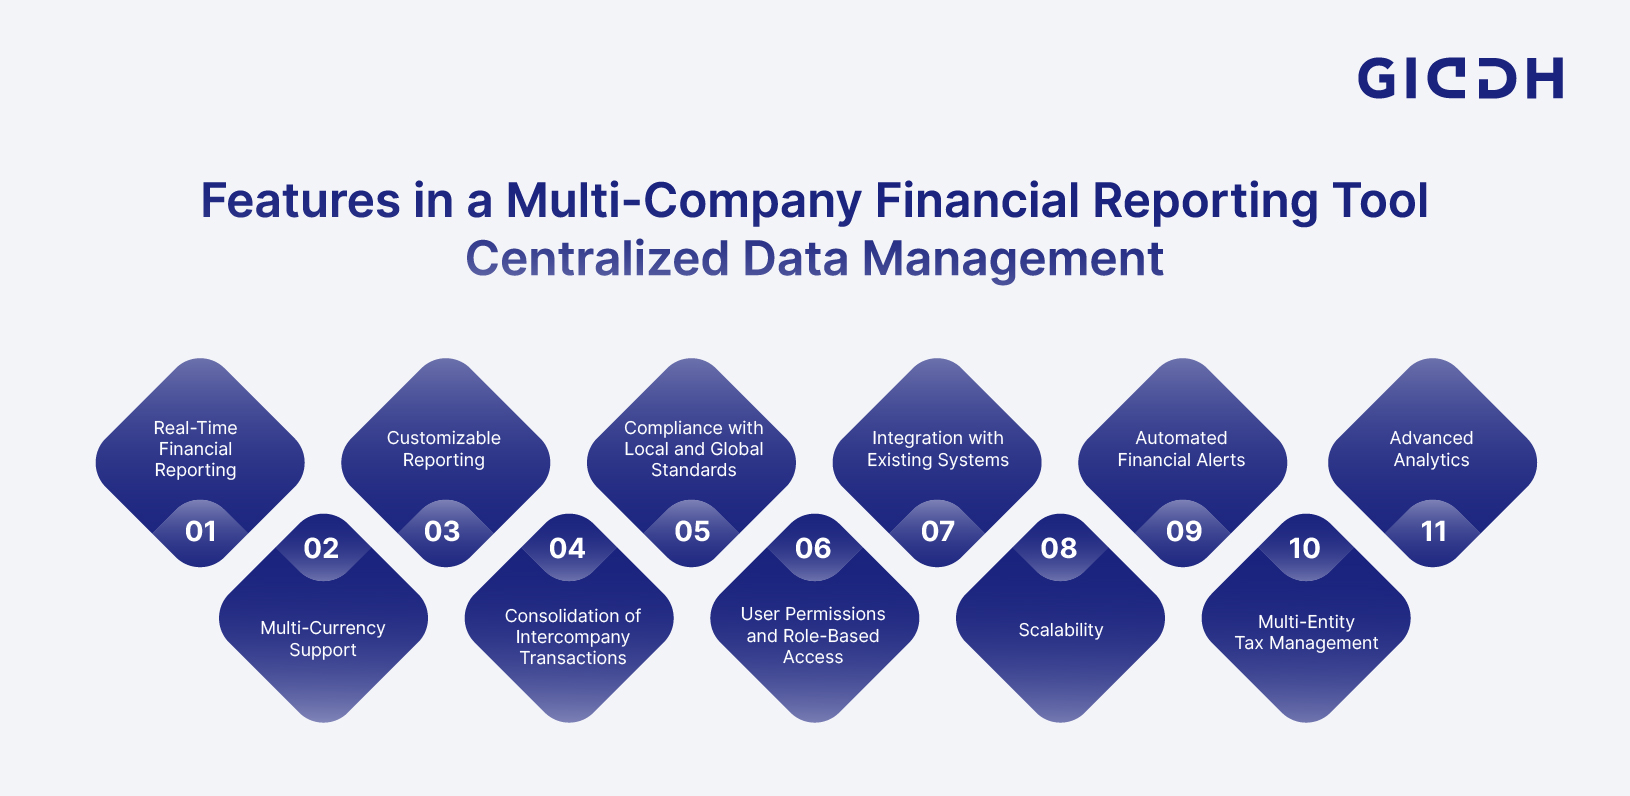 GIDDH
Features in a Multi-Company Financial Reporting Tool
Centralized Data Management
Real-Time
Financial
Reporting
01
02
Multi-Currency
Support
Customizable
Reporting
03
04
Consolidation of
Intercompany
Transactions
Compliance with
Local and Global
Standards
05
06
User Permissions
and Role-Based
Access
Integration with
Existing Systems
07
08
Scalability
Automated
Financial Alerts
09
10
Multi-Entity
Tax Management
Advanced
Analytics
11